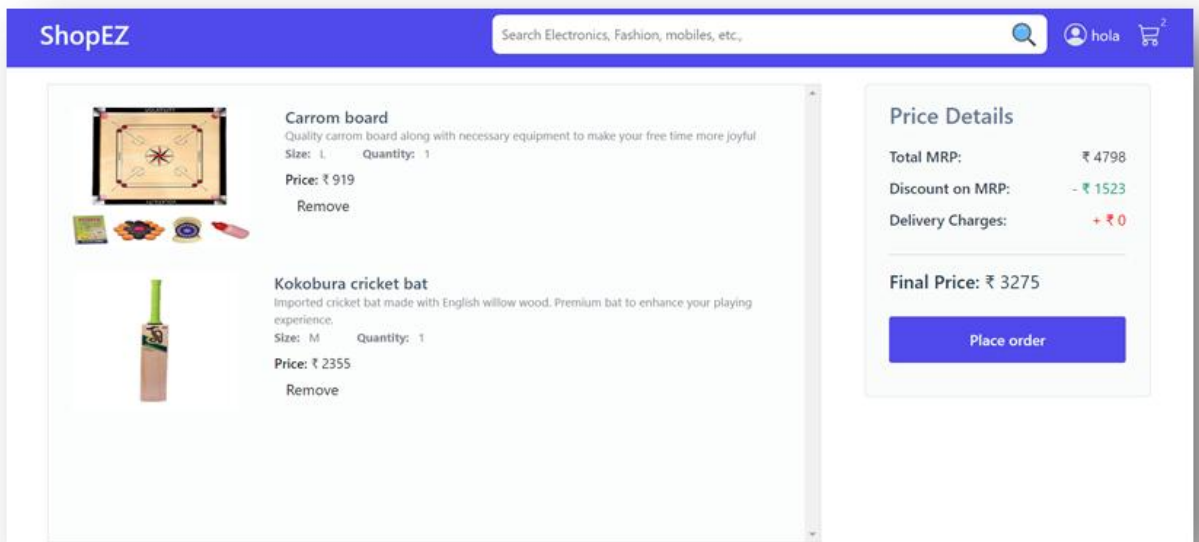 ShopEZ
Search Electronics, Fashion, mobiles, etc.,
hola
2
Carrom board
Quality carrom board along with necessary equipment to make your free time more joyful
Size: L Quantity: 1
Price: ₹ 919
Remove
Kokobura cricket bat
Imported cricket bat made with English willow wood. Premium bat to enhance your playing
experience.
Size: M Quantity: 1
Price: ₹ 2355
Remove
Price Details
Total MRP: ₹ 4798
Discount on MRP: - ₹ 1523
Delivery Charges: + ₹ 0
Final Price: ₹ 3275
Place order